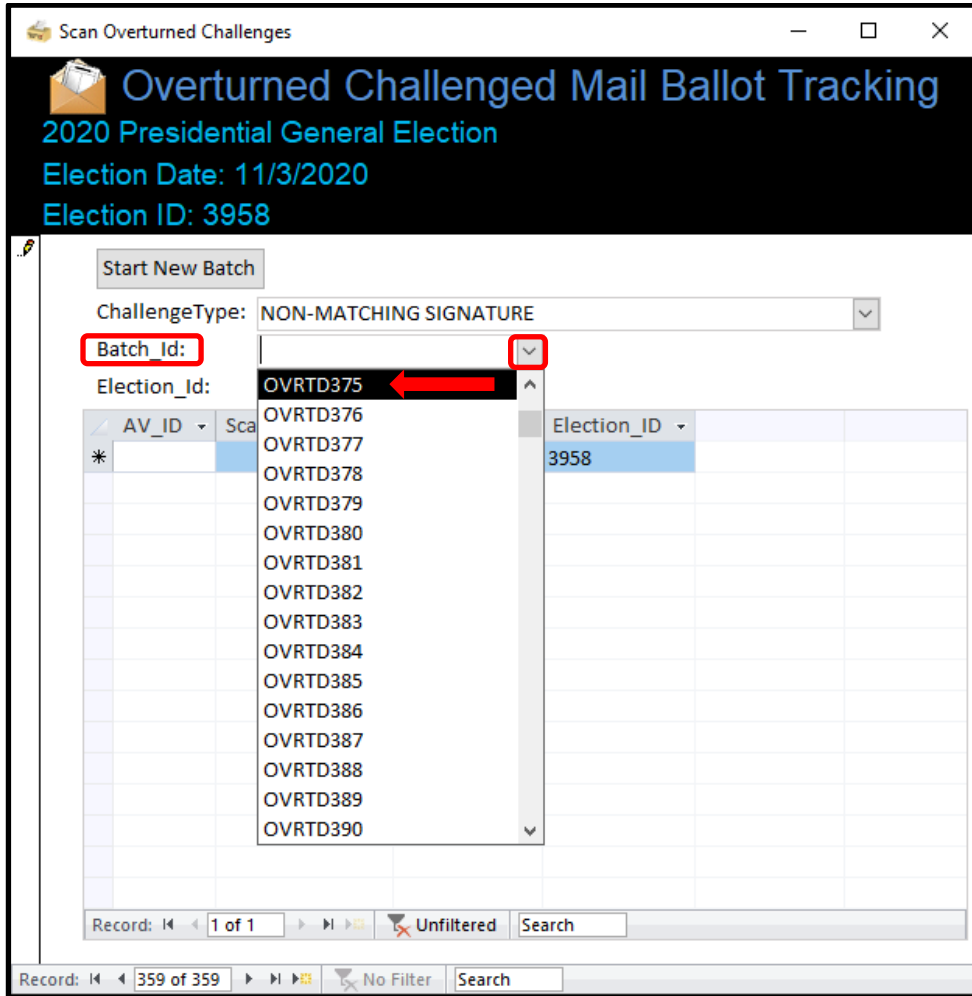 Scan Overturned Challenges
Overturned Challenged Mail Ballot Tracking
2020 Presidential General Election
Election Date: 11/3/2020
Election ID: 3958
Start New Batch
ChallengeType: NON-MATCHING SIGNATURE
Batch_Id:
Election_Id:
OVRTD375
OVRTD376
OVRTD377
OVRTD378
OVRTD379
OVRTD380
OVRTD381
OVRTD382
OVRTD383
OVRTD384
OVRTD385
OVRTD386
OVRTD387
OVRTD388
OVRTD389
OVRTD390
AV_ID Sca Election_ID
3958
Record: 1 of 1 Unfiltered Search
Record: 359 of 359 No Filter Search